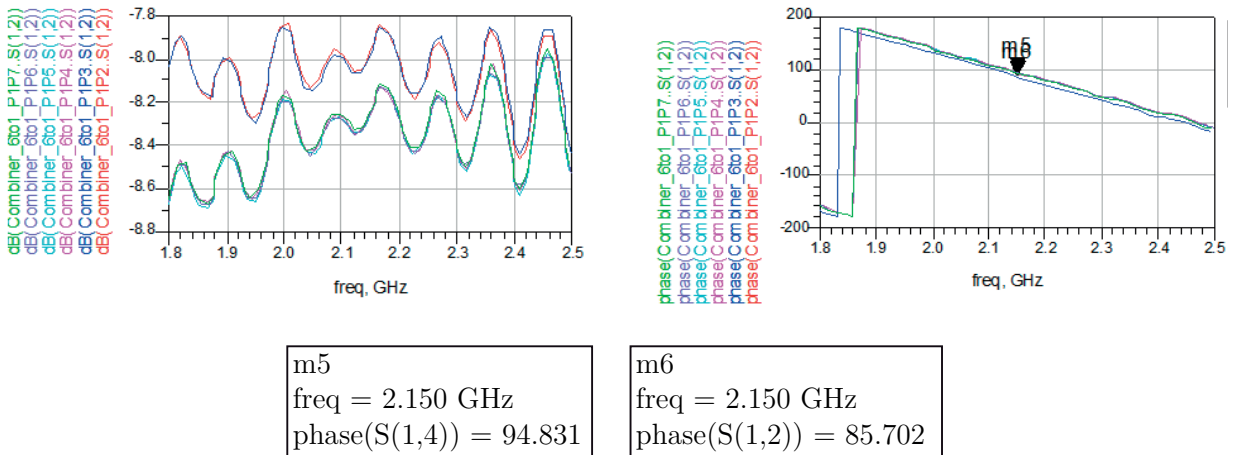 dB(Combiner_6to1_P1P7..S(1,2))
dB(Combiner_6to1_P1P6..S(1,2))
dB(Combiner_6to1_P1P5..S(1,2))
dB(Combiner_6to1_P1P4..S(1,2))
dB(Combiner_6to1_P1P3..S(1,2))
dB(Combiner_6to1_P1P2..S(1,2))
-7.8
-8.0
-8.2
-8.4
-8.6
-8.8
1.8 1.9 2.0 2.1 2.2 2.3 2.4 2.5
freq, GHz
phase(Combiner_6to1_P1P7..S(1,2))
phase(Combiner_6to1_P1P6..S(1,2))
phase(Combiner_6to1_P1P5..S(1,2))
phase(Combiner_6to1_P1P4..S(1,2))
phase(Combiner_6to1_P1P3..S(1,2))
phase(Combiner_6to1_P1P2..S(1,2))
200
100
0
-100
-200
m5
m6
1.8 1.9 2.0 2.1 2.2 2.3 2.4 2.5
freq, GHz
m5
freq = 2.150 GHz
phase(S(1,4)) = 94.831
m6
freq = 2.150 GHz
phase(S(1,2)) = 85.702